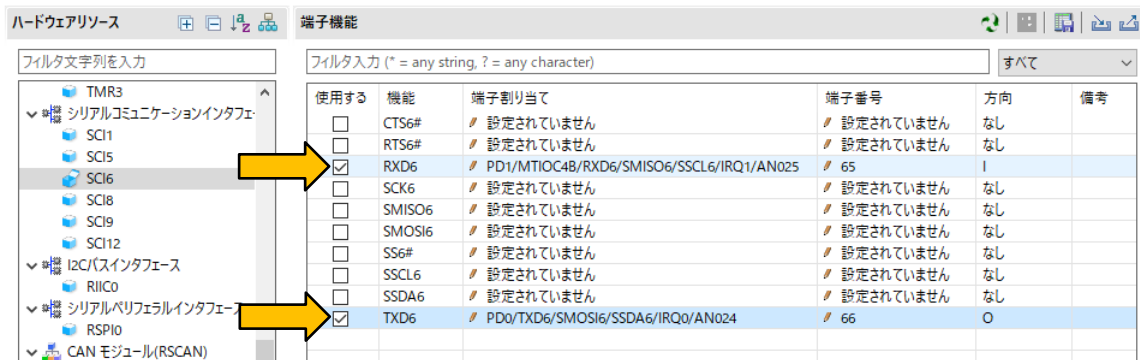 ハードウェアリソース
端子機能
フィルタ文字列を入力
フィルタ入力 (* = any string, ? = any character)
すべて
TMR3
シリアルコミュニケーションインタフェ
SCI1
SCI5
SCI6
SCI8
SCI9
SCI12
I2Cバスインタフェース
RIIC0
シリアルペリフェラルインタフェース
RSPI0
CAN モジュール(RSCAN)
使用する 機能 端子割り当て 端子番号 方向 備考
CTS6# 設定されていません 設定されていません なし
RTS6# 設定されていません 設定されていません なし
RXD6 PD1/MTIOC4B/RXD6/SMISO6/SSCL6/IRQ1/AN025 65 I
SCK6 設定されていません 設定されていません なし
SMISO6 設定されていません 設定されていません なし
SMOSI6 設定されていません 設定されていません なし
SS6# 設定されていません 設定されていません なし
SSCL6 設定されていません 設定されていません なし
SSDA6 設定されていません 設定されていません なし
TXD6 PD0/TXD6/SMOSI6/SSDA6/IRQ0/AN024 66 O